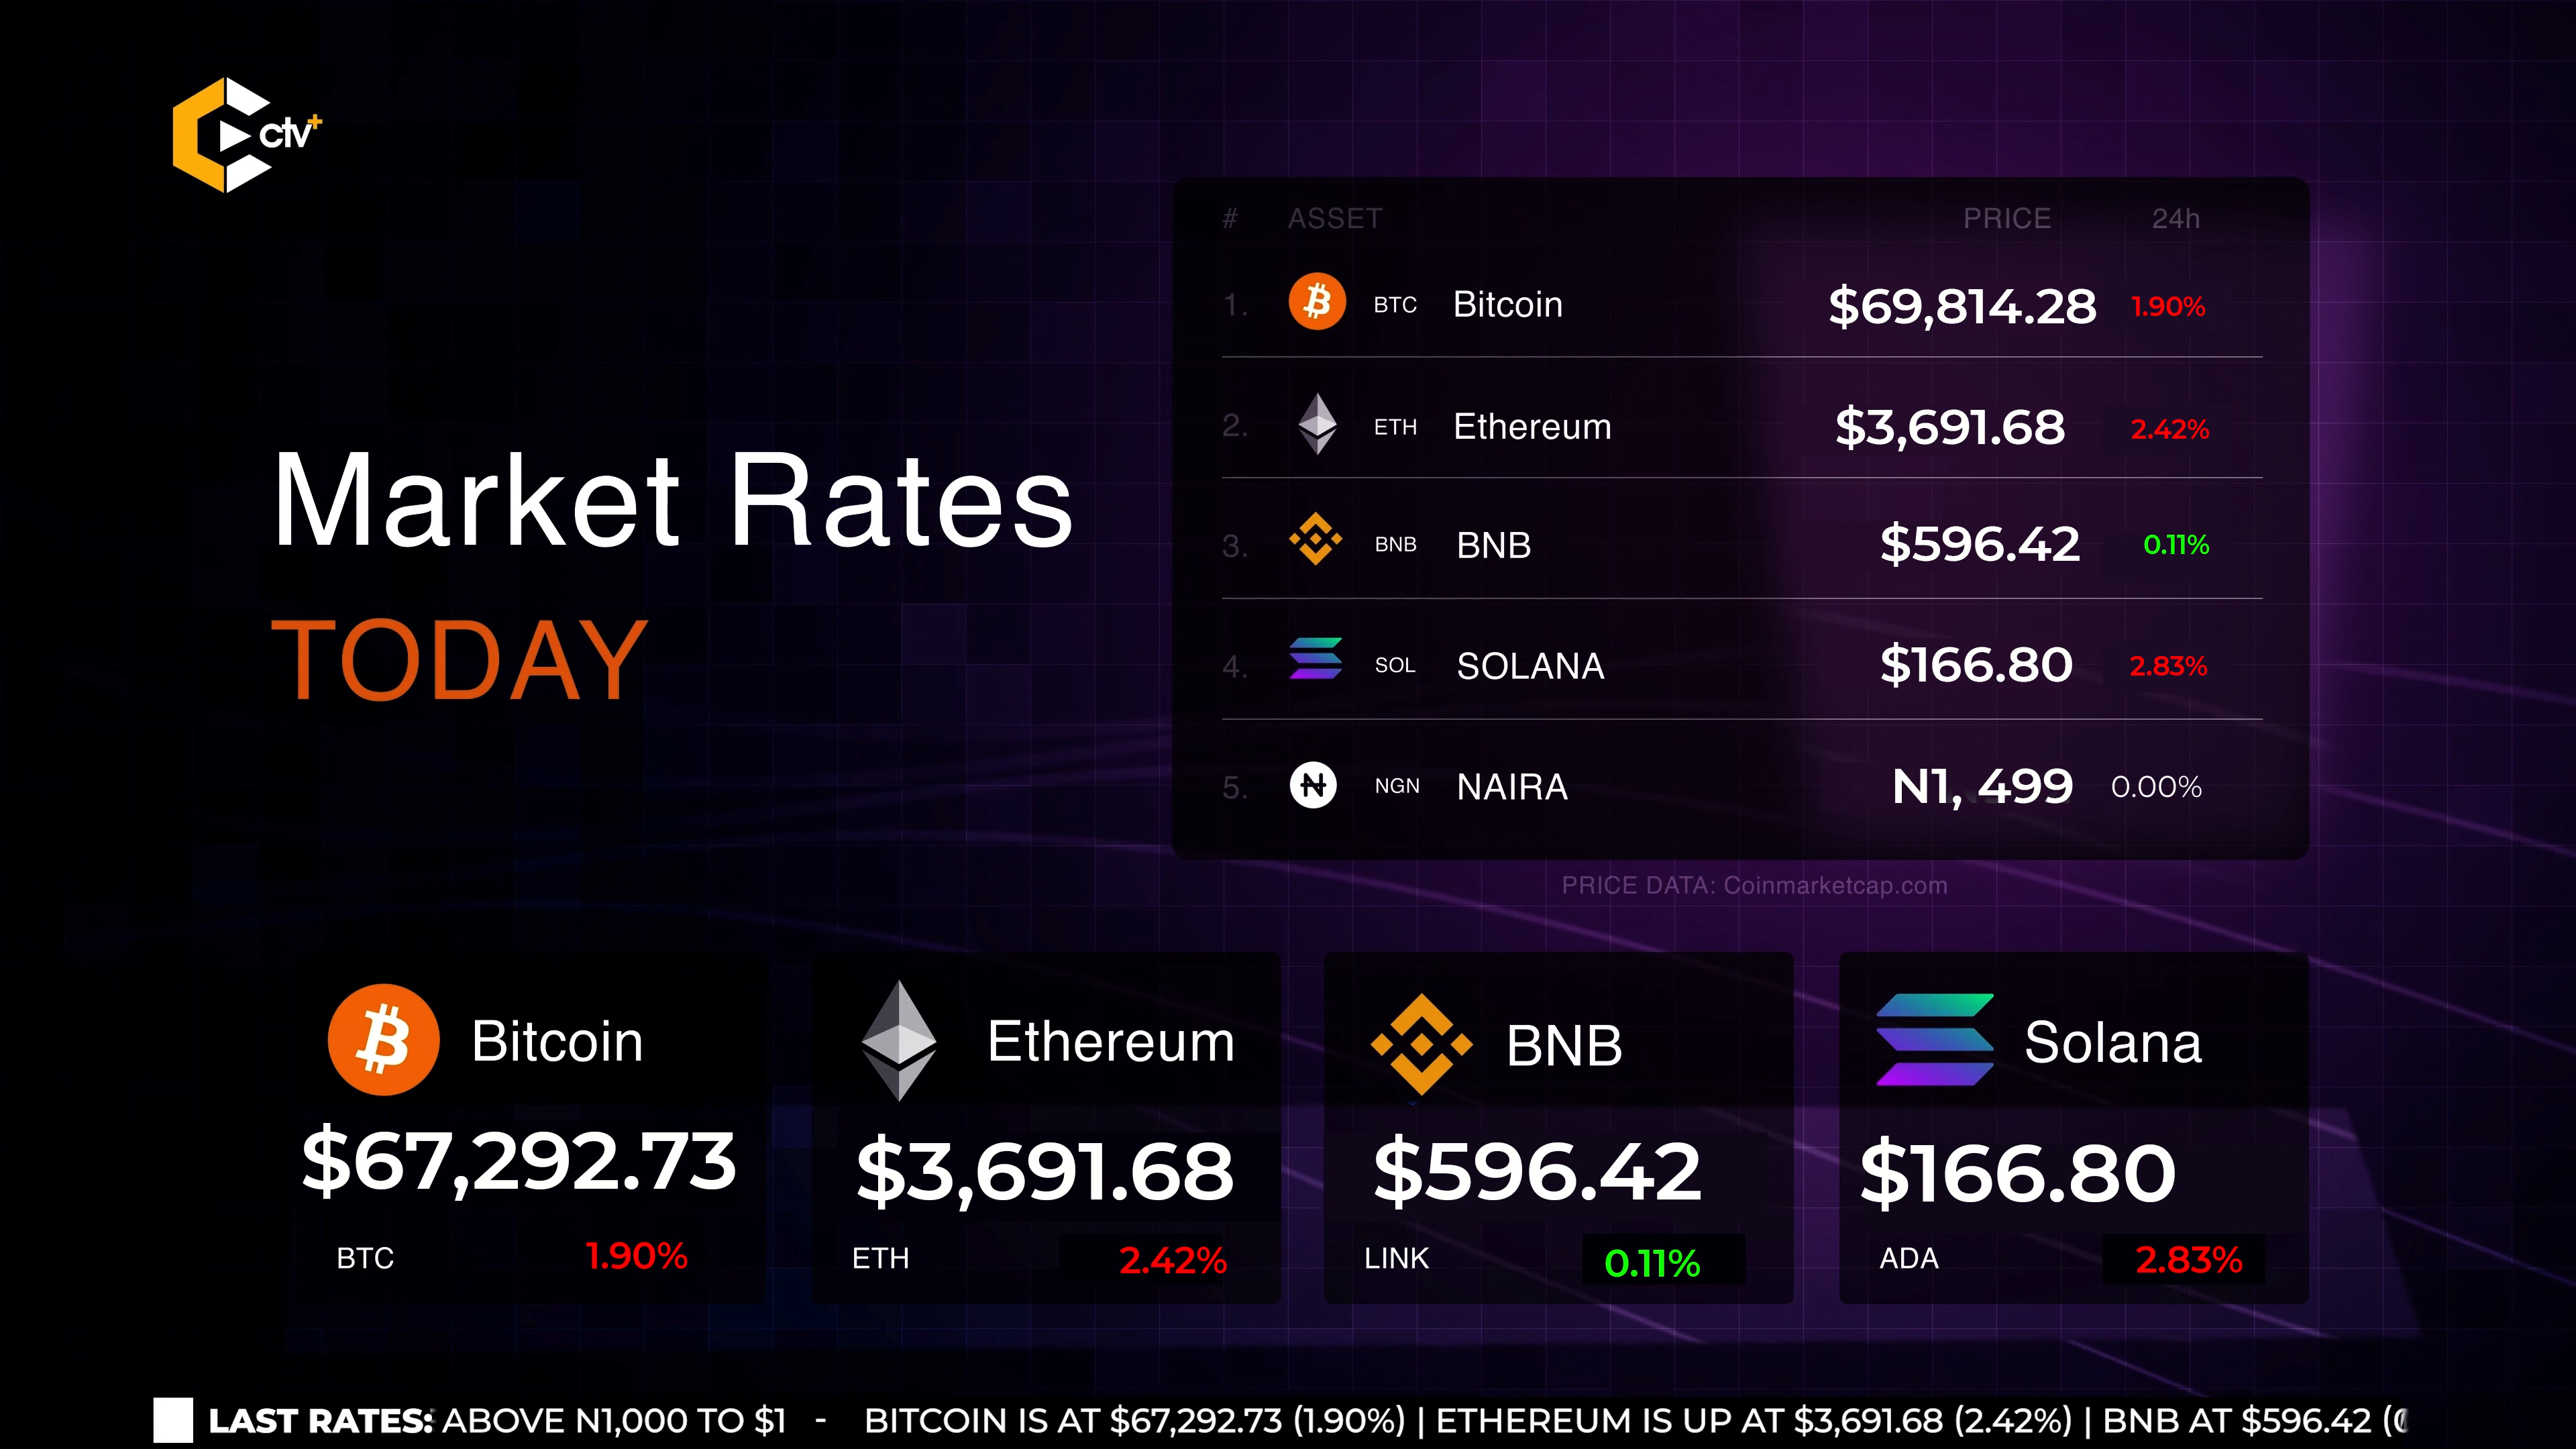 ctv+
# ASSET PRICE 24h
1. BTC Bitcoin $69,814.28 1.90%
2. ETH Ethereum $3,691.68 2.42%
3. BNB BNB $596.42 0.11%
4. SOL SOLANA $166.80 2.83%
5. NGN NAIRA N1, 499 0.00%
PRICE DATA: Coinmarketcap.com
Market Rates
TODAY
Bitcoin
$67,292.73
BTC 1.90%
Ethereum
$3,691.68
ETH 2.42%
BNB
$596.42
LINK 0.11%
Solana
$166.80
ADA 2.83%
LAST RATES: ABOVE N1,000 TO $1 - BITCOIN IS AT $67,292.73 (1.90%) | ETHEREUM IS UP AT $3,691.68 (2.42%) | BNB AT $596.42